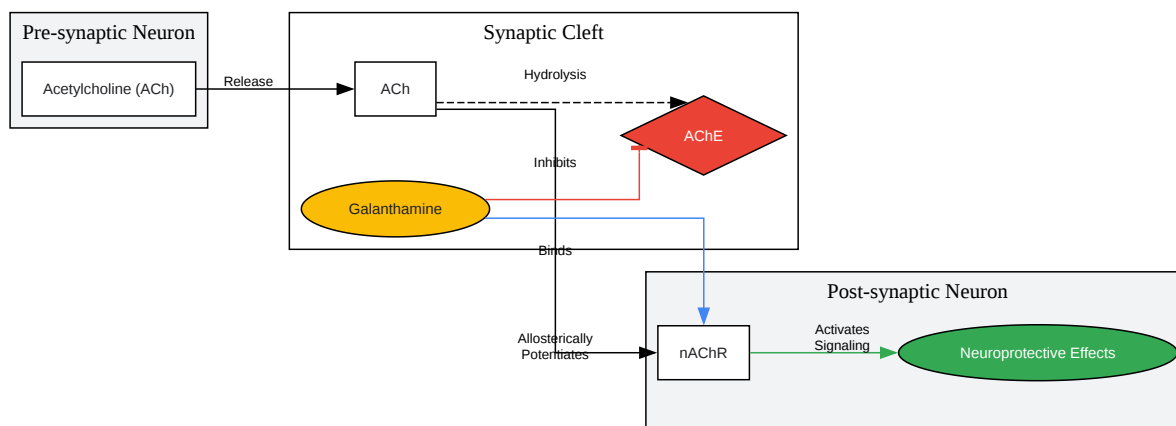 Pre-synaptic Neuron
Acetylcholine (ACh)
Release
Synaptic Cleft
ACh
Hydrolysis
AChE
Inhibits
Galanthamine
Binds
Post-synaptic Neuron
Allosterically
Potentiates
nAChR
Activates
Signaling
Neuroprotective Effects